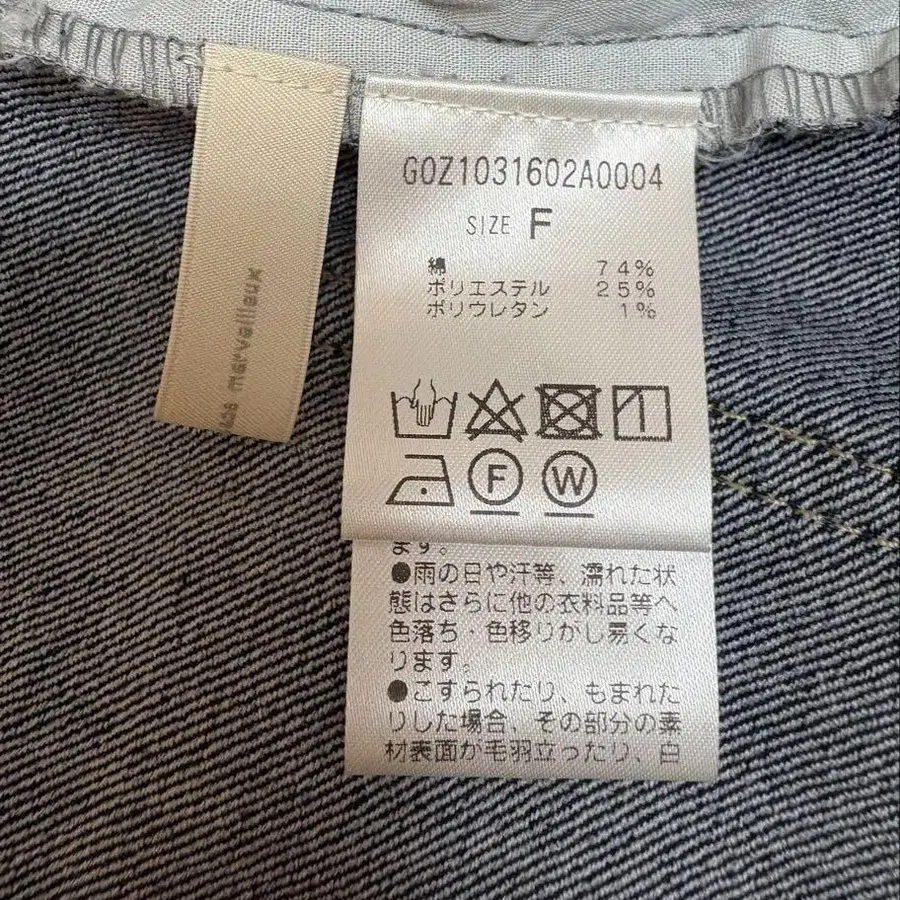 G0Z1031602A0004
SIZE F
綿 74%
ポリエステル 25%
ポリウレタン 1%
F W
ます。
●雨の日や汗等、濡れた状
態はさらに他の衣料品等へ
色落ち・色移りがし易くな
ります。
●こすられたり、もまれた
りした場合、その部分の素
材表面が毛羽立ったり、白